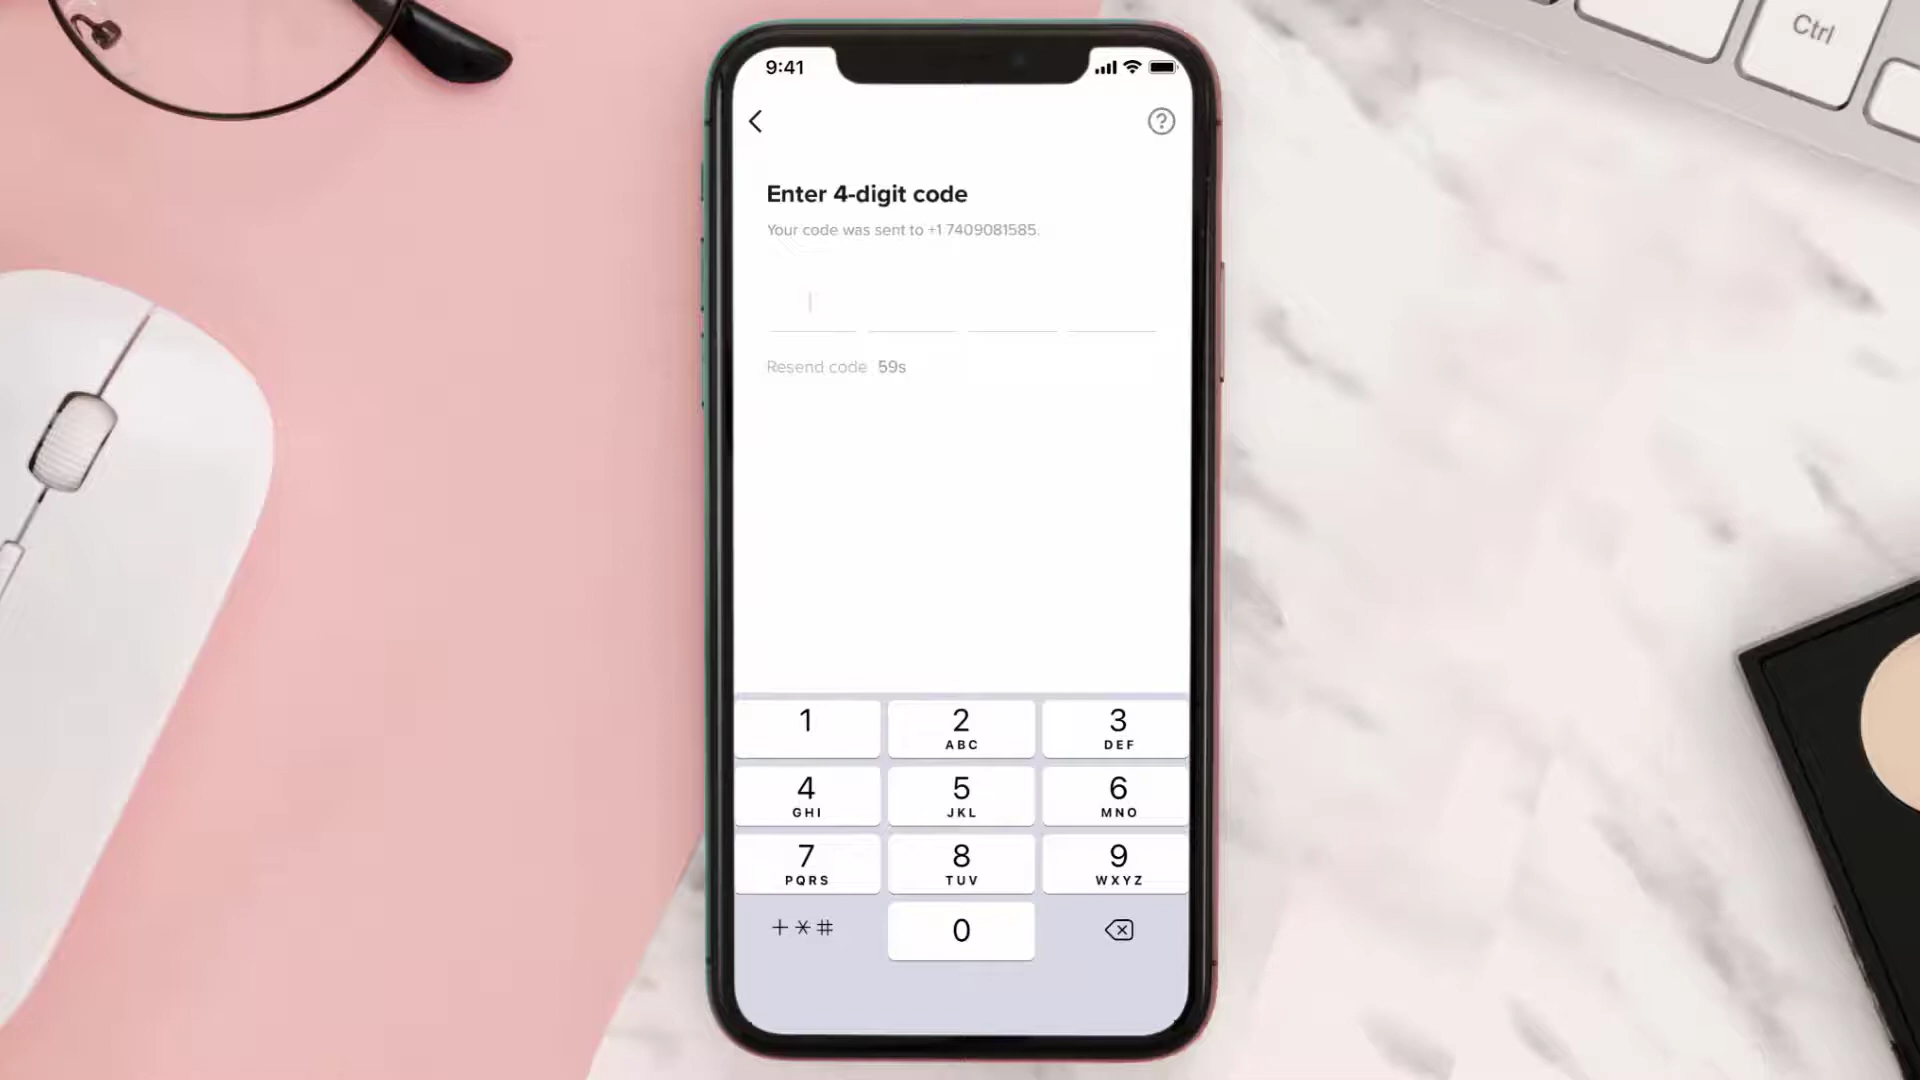 Ctrl
9:41
?
Enter 4-digit code
Your code was sent to +1 7409081585.
Resend code 59s
1
2
ABC
3
DEF
4
GHI
5
JKL
6
MNO
7
PQRS
8
TUV
9
WXYZ
+*#
0